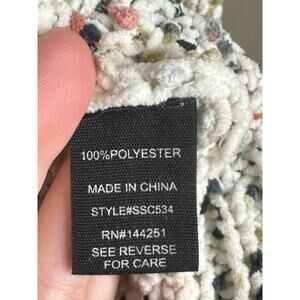 100%POLYESTER
MADE IN CHINA
STYLE#SSC534
RN#144251
SEE REVERSE
FOR CARE